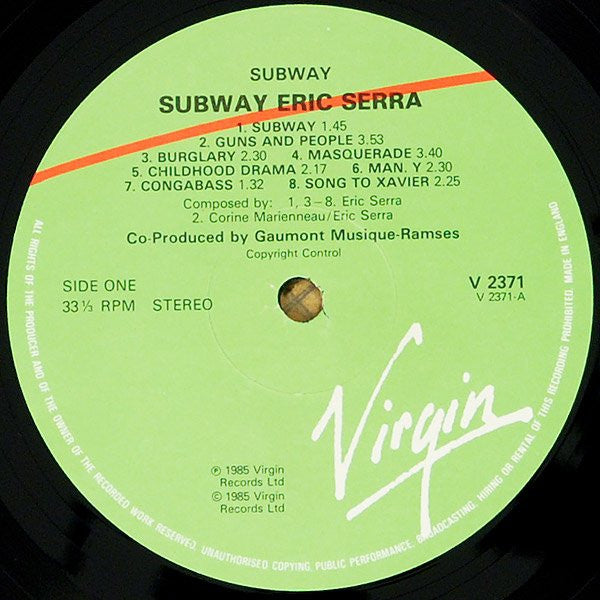 SUBWAY
SUBWAY ERIC SERRA
1. SUBWAY 1.45
2. GUNS AND PEOPLE 3.53
3. BURGLARY 2.30 4. MASQUERADE 3.40
5. CHILDHOOD DRAMA 2.17 6. MAN. Y 2.30
7. CONGABASS 1.32 8. SONG TO XAVIER 2.25
Composed by: 1, 3-8. Eric Serra
2. Corine Marienneau/Eric Serra
Co-Produced by Gaumont Musique-Ramses
Copyright Control
SIDE ONE
33⅓ RPM STEREO
V 2371
V 2371-A
Virgin
℗ 1985 Virgin
Records Ltd
© 1985 Virgin
Records Ltd
ALL RIGHTS OF THE PRODUCER AND OF THE OWNER OF THE RECORDED WORK RESERVED. UNAUTHORISED COPYING, PUBLIC PERFORMANCE, BROADCASTING, HIRING OR RENTAL OF THIS RECORDING PROHIBITED. MADE IN ENGLAND